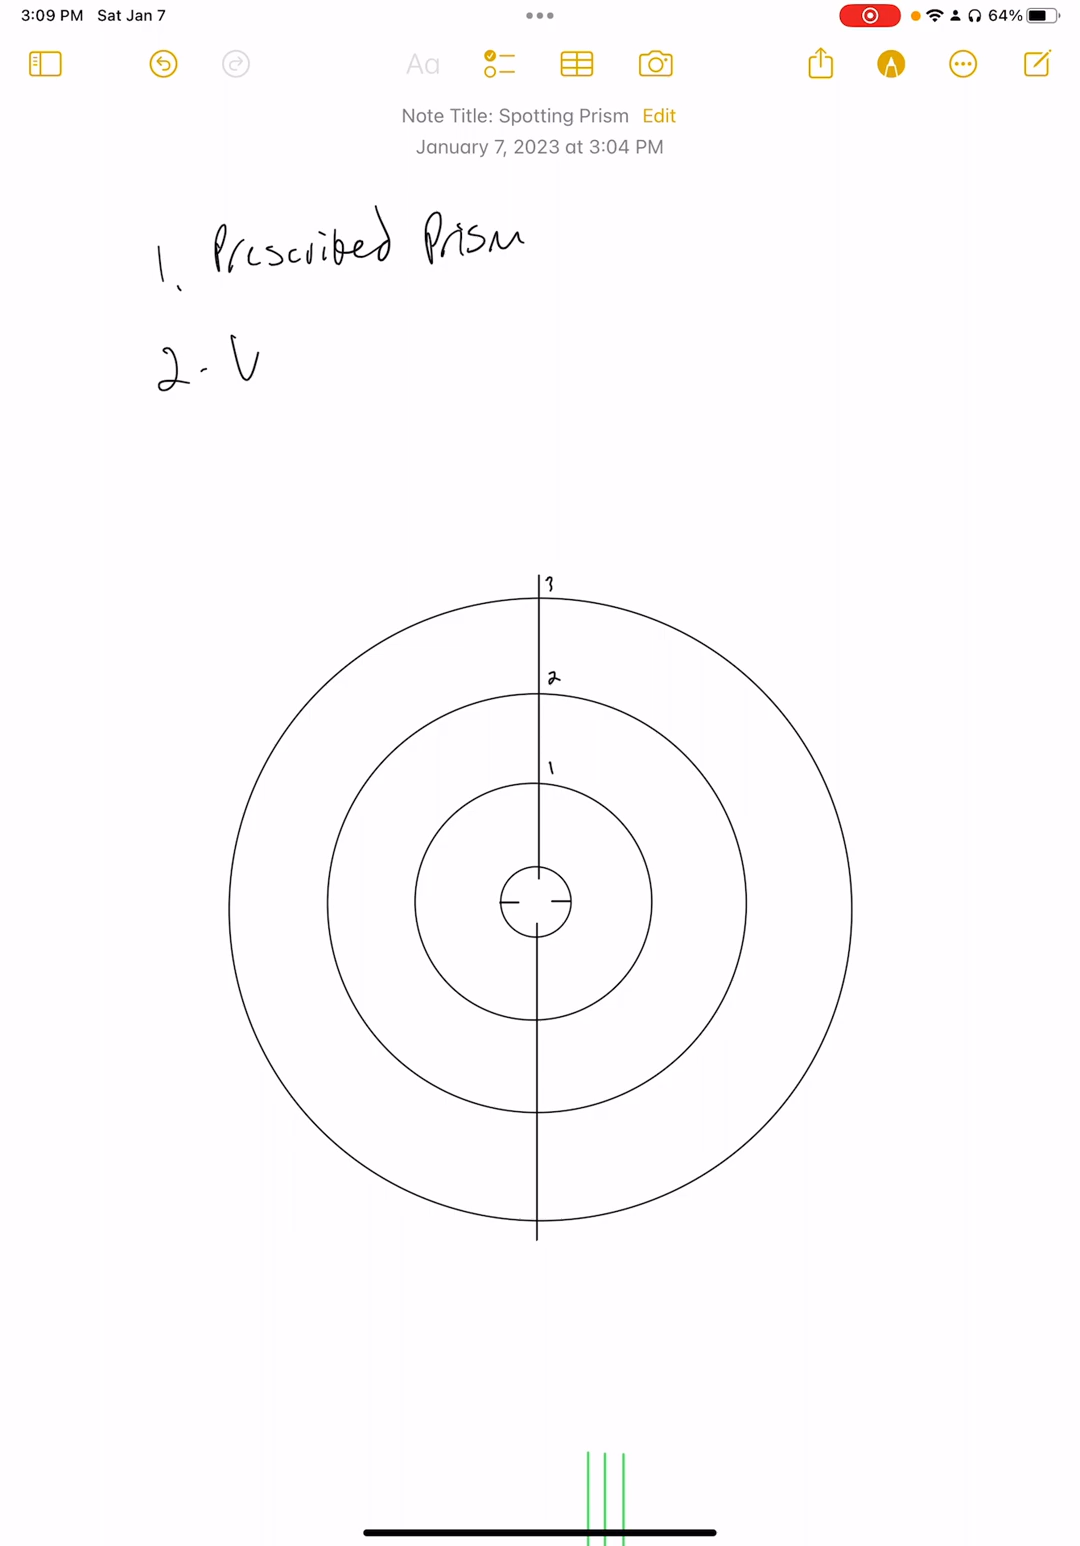 3:09 PM Sat Jan 7
64%
Aa
Note Title: Spotting Prism Edit
January 7, 2023 at 3:04 PM
1. Prescribed Prism
2. V
3
2
1